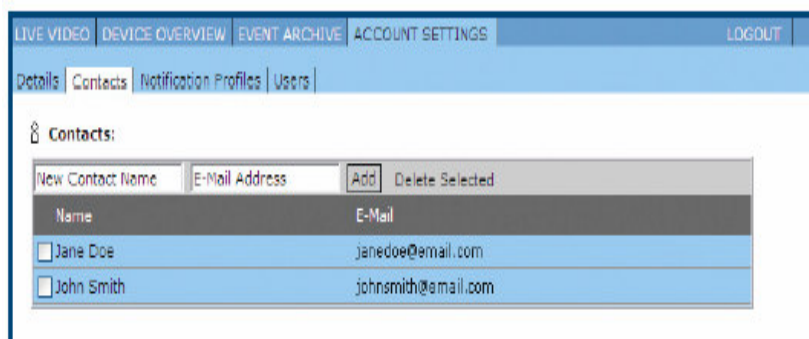 LIVE VIDEO DEVICE OVERVIEW EVENT ARCHIVE ACCOUNT SETTINGS LOGOUT
Details Contacts Notification Profiles Users
Contacts:
New Contact Name E-Mail Address Add Delete Selected
Name E-Mail
Jane Doe janedoe@email.com
John Smith johnsmith@email.com